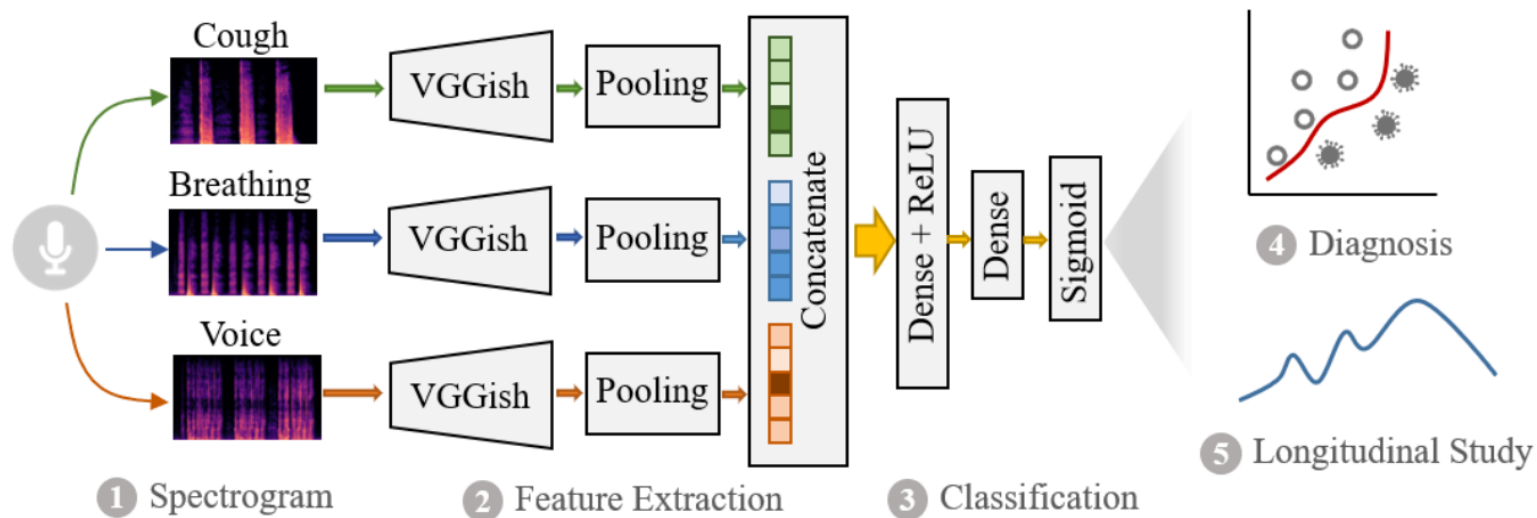 Cough
VGGish
Pooling
Breathing
VGGish
Pooling
Voice
VGGish
Pooling
Concatenate
Dense + ReLU
Dense
Sigmoid
1 Spectrogram
2 Feature Extraction
3 Classification
4 Diagnosis
5 Longitudinal Study